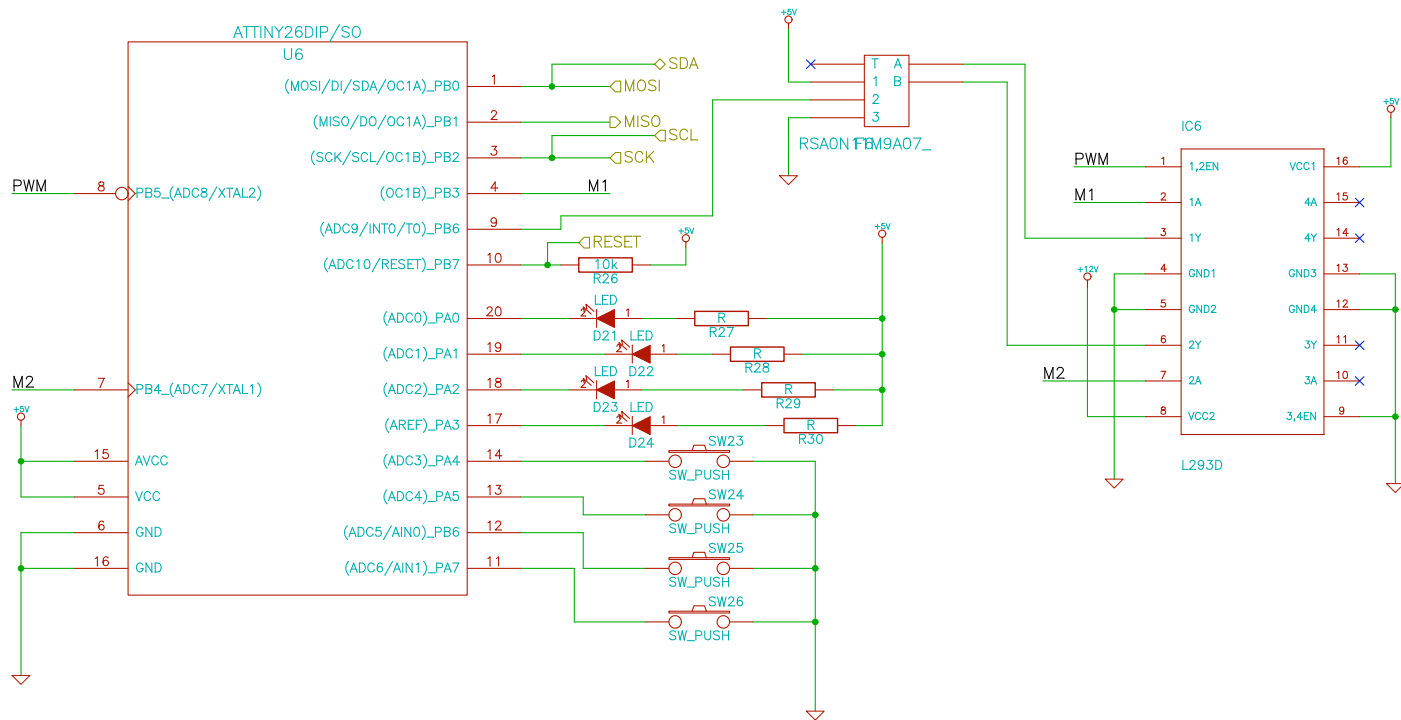 ATTINY26DIP/SO
U6
(MOSI/DI/SDA/OC1A)_PB0 1
SDA
MOSI
(MISO/DO/OC1A)_PB1 2
MISO
(SCK/SCL/OC1B)_PB2 3
SCL
SCK
PWM 8 PB5_(ADC8/XTAL2)
(OC1B)_PB3 4 M1
(ADC9/INT0/T0)_PB6 9
(ADC10/RESET)_PB7 10
RESET
+5V
10k
R26
(ADC0)_PA0 20
LED
2 1
D21
R
R27
+5V
(ADC1)_PA1 19
LED
2 1
D22
R
R28
M2 7 PB4_(ADC7/XTAL1)
(ADC2)_PA2 18
LED
2 1
D23
R
R29
(AREF)_PA3 17
LED
2 1
D24
R
R30
+5V
15 AVCC
(ADC3)_PA4 14
SW23
SW_PUSH
5 VCC
(ADC4)_PA5 13
SW24
SW_PUSH
6 GND
(ADC5/AIN0)_PB6 12
SW25
SW_PUSH
16 GND
(ADC6/AIN1)_PA7 11
SW26
SW_PUSH
+5V
T A
1 B
2
3
IC6
+5V
PWM 1 1,2EN VCC1 16
M1 2 1A 4A 15
3 1Y 4Y 14
+12V
4 GND1 GND3 13
5 GND2 GND4 12
6 2Y 3Y 11
M2 7 2A 3A 10
8 VCC2 3,4EN 9
L293D